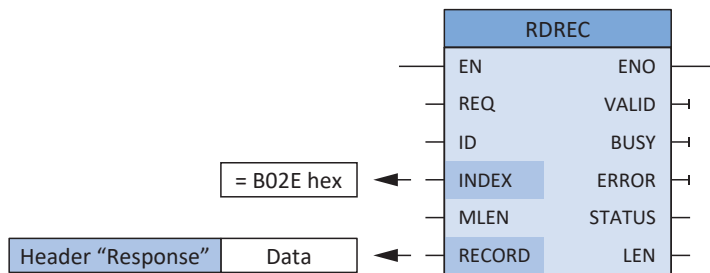 RDREC
EN ENO
REQ VALID
ID BUSY
= B02E hex INDEX ERROR
MLEN STATUS
Header “Response” Data RECORD LEN